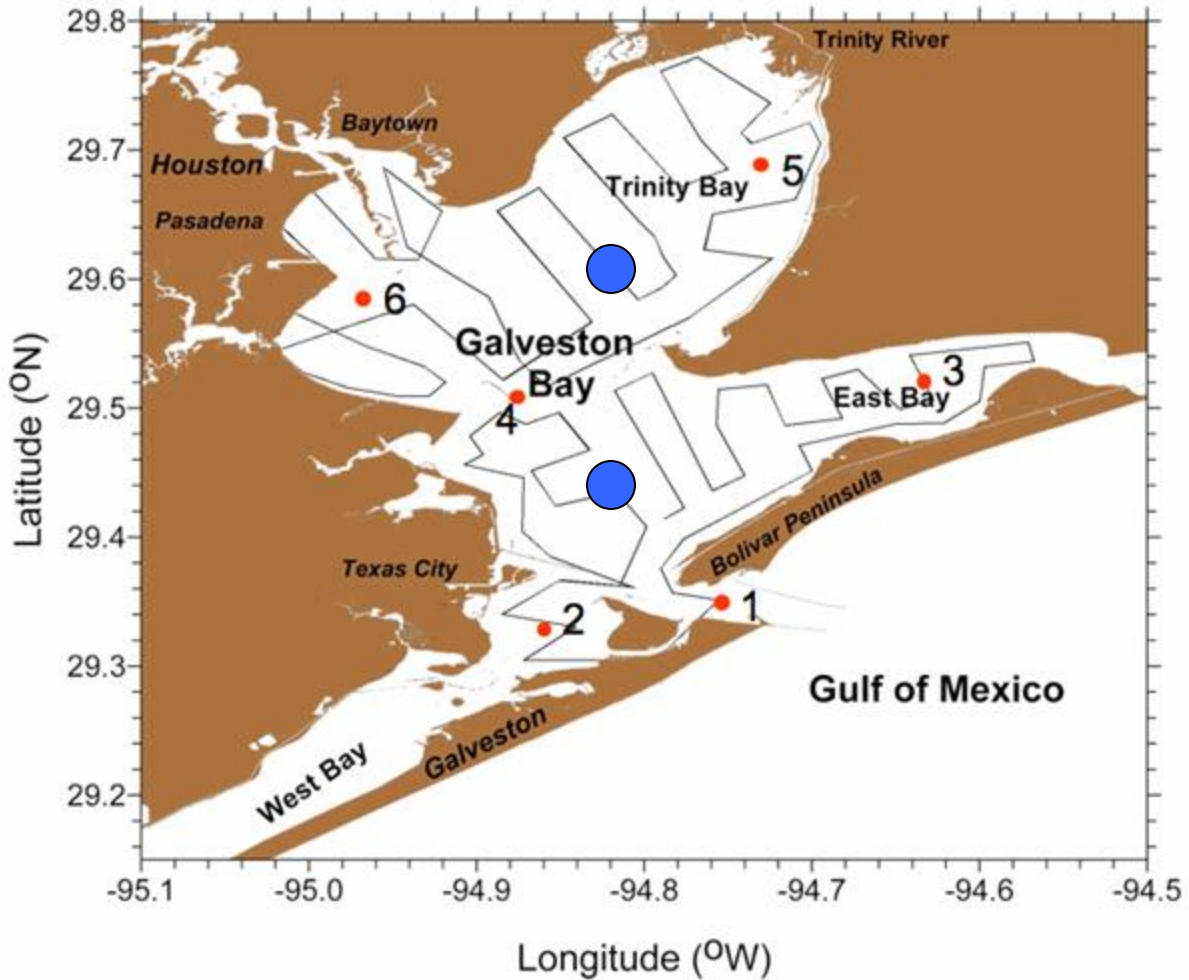 29.8
29.7
29.6
29.5
29.4
29.3
29.2
Latitude (ºN)
Trinity River
Baytown
Houston
Pasadena
Trinity Bay
5
6
Galveston
Bay
4
3
East Bay
Bolivar Peninsula
Texas City
2
1
Gulf of Mexico
Galveston
West Bay
-95.1
-95.0
-94.9
-94.8
-94.7
-94.6
-94.5
Longitude (ºW)